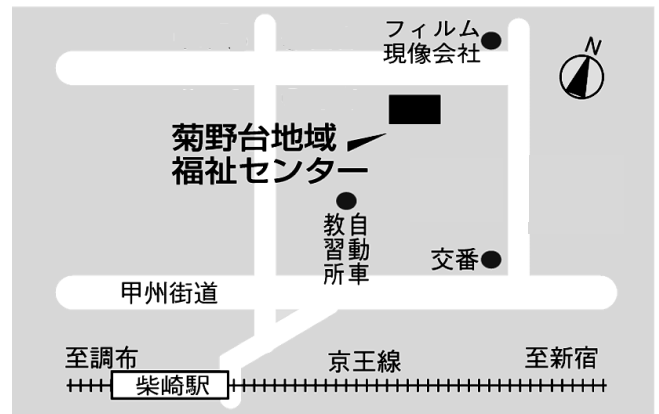 フィルム
現像会社
N
菊野台地域
福祉センター
自動車
教習所
交番
甲州街道
至調布
京王線
至新宿
柴崎駅